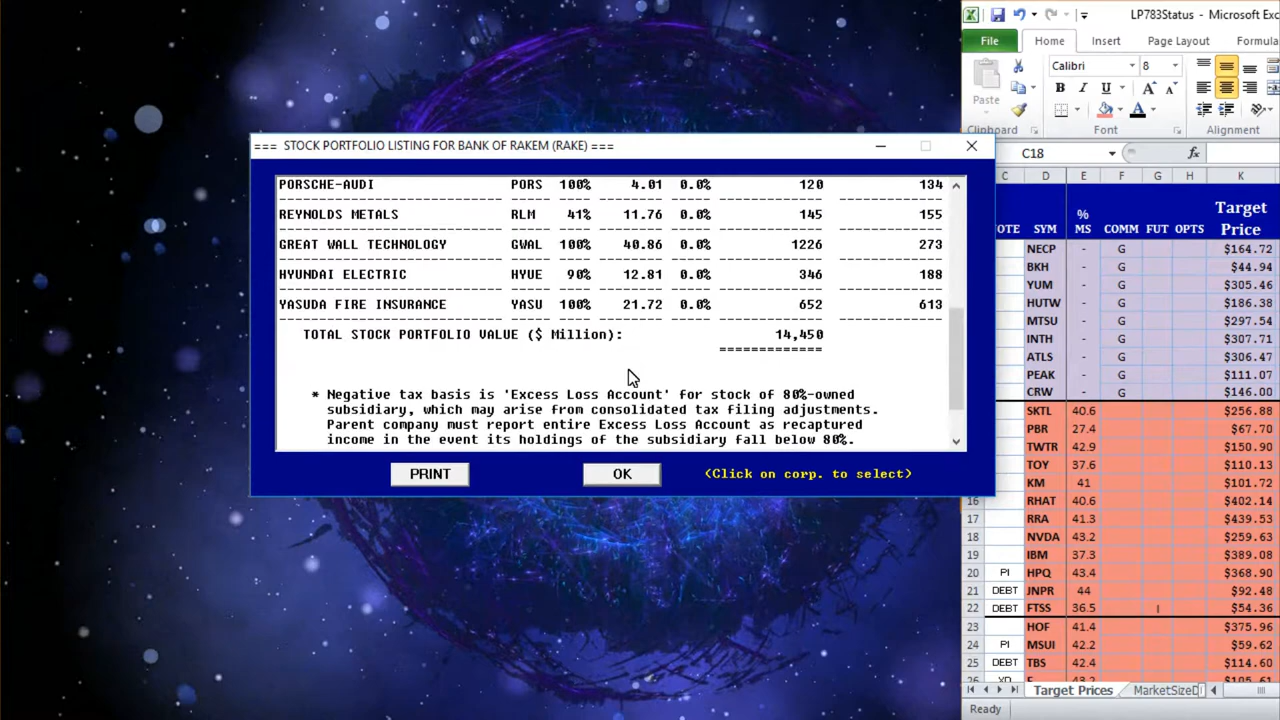 LP783Status - Microsoft Exc
File Home Insert Page Layout Formula
Calibri 8
Paste B I U A A
Clipboard Font Alignment
C18 fx
=== STOCK PORTFOLIO LISTING FOR BANK OF RAKEM (RAKE) ===
PORSCHE-AUDI PORS 100% 4.01 0.0% 120 134
REYNOLDS METALS RLM 41% 11.76 0.0% 145 155
GREAT WALL TECHNOLOGY GWAL 100% 40.86 0.0% 1226 273
HYUNDAI ELECTRIC HYUE 90% 12.81 0.0% 346 188
YASUDA FIRE INSURANCE YASU 100% 21.72 0.0% 652 613
TOTAL STOCK PORTFOLIO VALUE ($ Million): 14,450
* Negative tax basis is 'Excess Loss Account' for stock of 80%-owned
subsidiary, which may arise from consolidated tax filing adjustments.
Parent company must report entire Excess Loss Account as recaptured
income in the event its holdings of the subsidiary fall below 80%.
PRINT OK <Click on corp. to select>
C D E F G H K
OTE SYM % MS COMM FUT OPTS Target Price
NECP - G $164.72
BKH - G $44.94
YUM - G $305.46
HUTW - G $186.38
MTSU - G $297.54
INTH - G $307.71
ATLS - G $306.47
PEAK - G $111.07
CRW - G $146.00
SKTL 40.6 $256.88
PBR 27.4 $67.70
TWTR 42.9 $150.90
TOY 37.6 $110.13
KM 41 $101.72
16 RHAT 40.6 $402.14
17 RRA 41.3 $439.53
18 NVDA 43.2 $259.63
19 IBM 37.3 $389.08
20 PI HPQ 43.4 $368.90
21 DEBT JNPR 44 $92.48
22 DEBT FTSS 36.5 I $54.36
23 HOF 41.4 $375.96
24 PI MSUI 42.2 $59.62
25 DEBT TBS 42.4 $114.60
Target Prices MarketSizeD
Ready